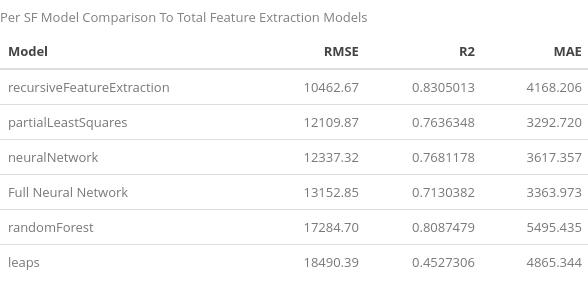 Per SF Model Comparison To Total Feature Extraction Models
Model RMSE R2 MAE
recursiveFeatureExtraction 10462.67 0.8305013 4168.206
partialLeastSquares 12109.87 0.7636348 3292.720
neuralNetwork 12337.32 0.7681178 3617.357
Full Neural Network 13152.85 0.7130382 3363.973
randomForest 17284.70 0.8087479 5495.435
leaps 18490.39 0.4527306 4865.344